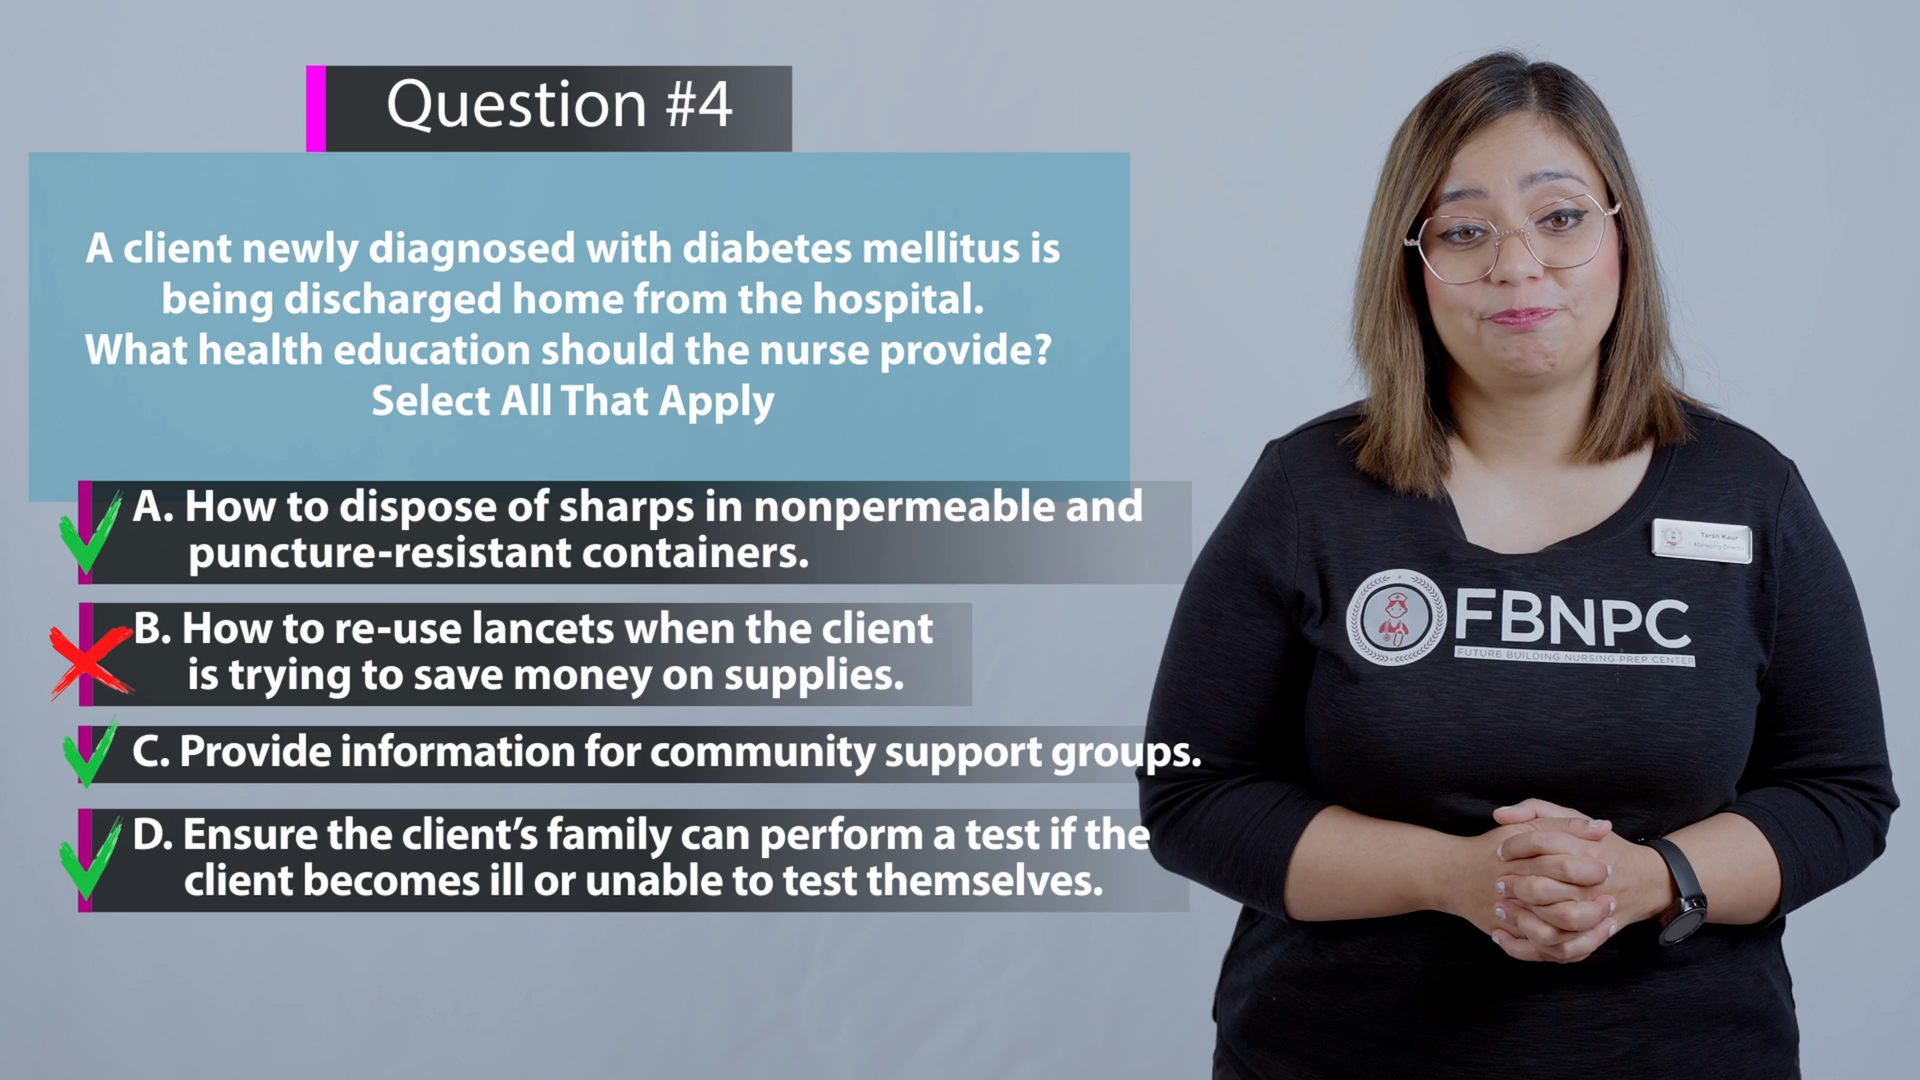 Question #4
A client newly diagnosed with diabetes mellitus is
being discharged home from the hospital.
What health education should the nurse provide?
Select All That Apply
A. How to dispose of sharps in nonpermeable and
puncture-resistant containers.
B. How to re-use lancets when the client
is trying to save money on supplies.
C. Provide information for community support groups.
D. Ensure the client’s family can perform a test if the
client becomes ill or unable to test themselves.
Taran Kaur
Managing Director
FBNPC
FUTURE BUILDING NURSING PREP CENTER